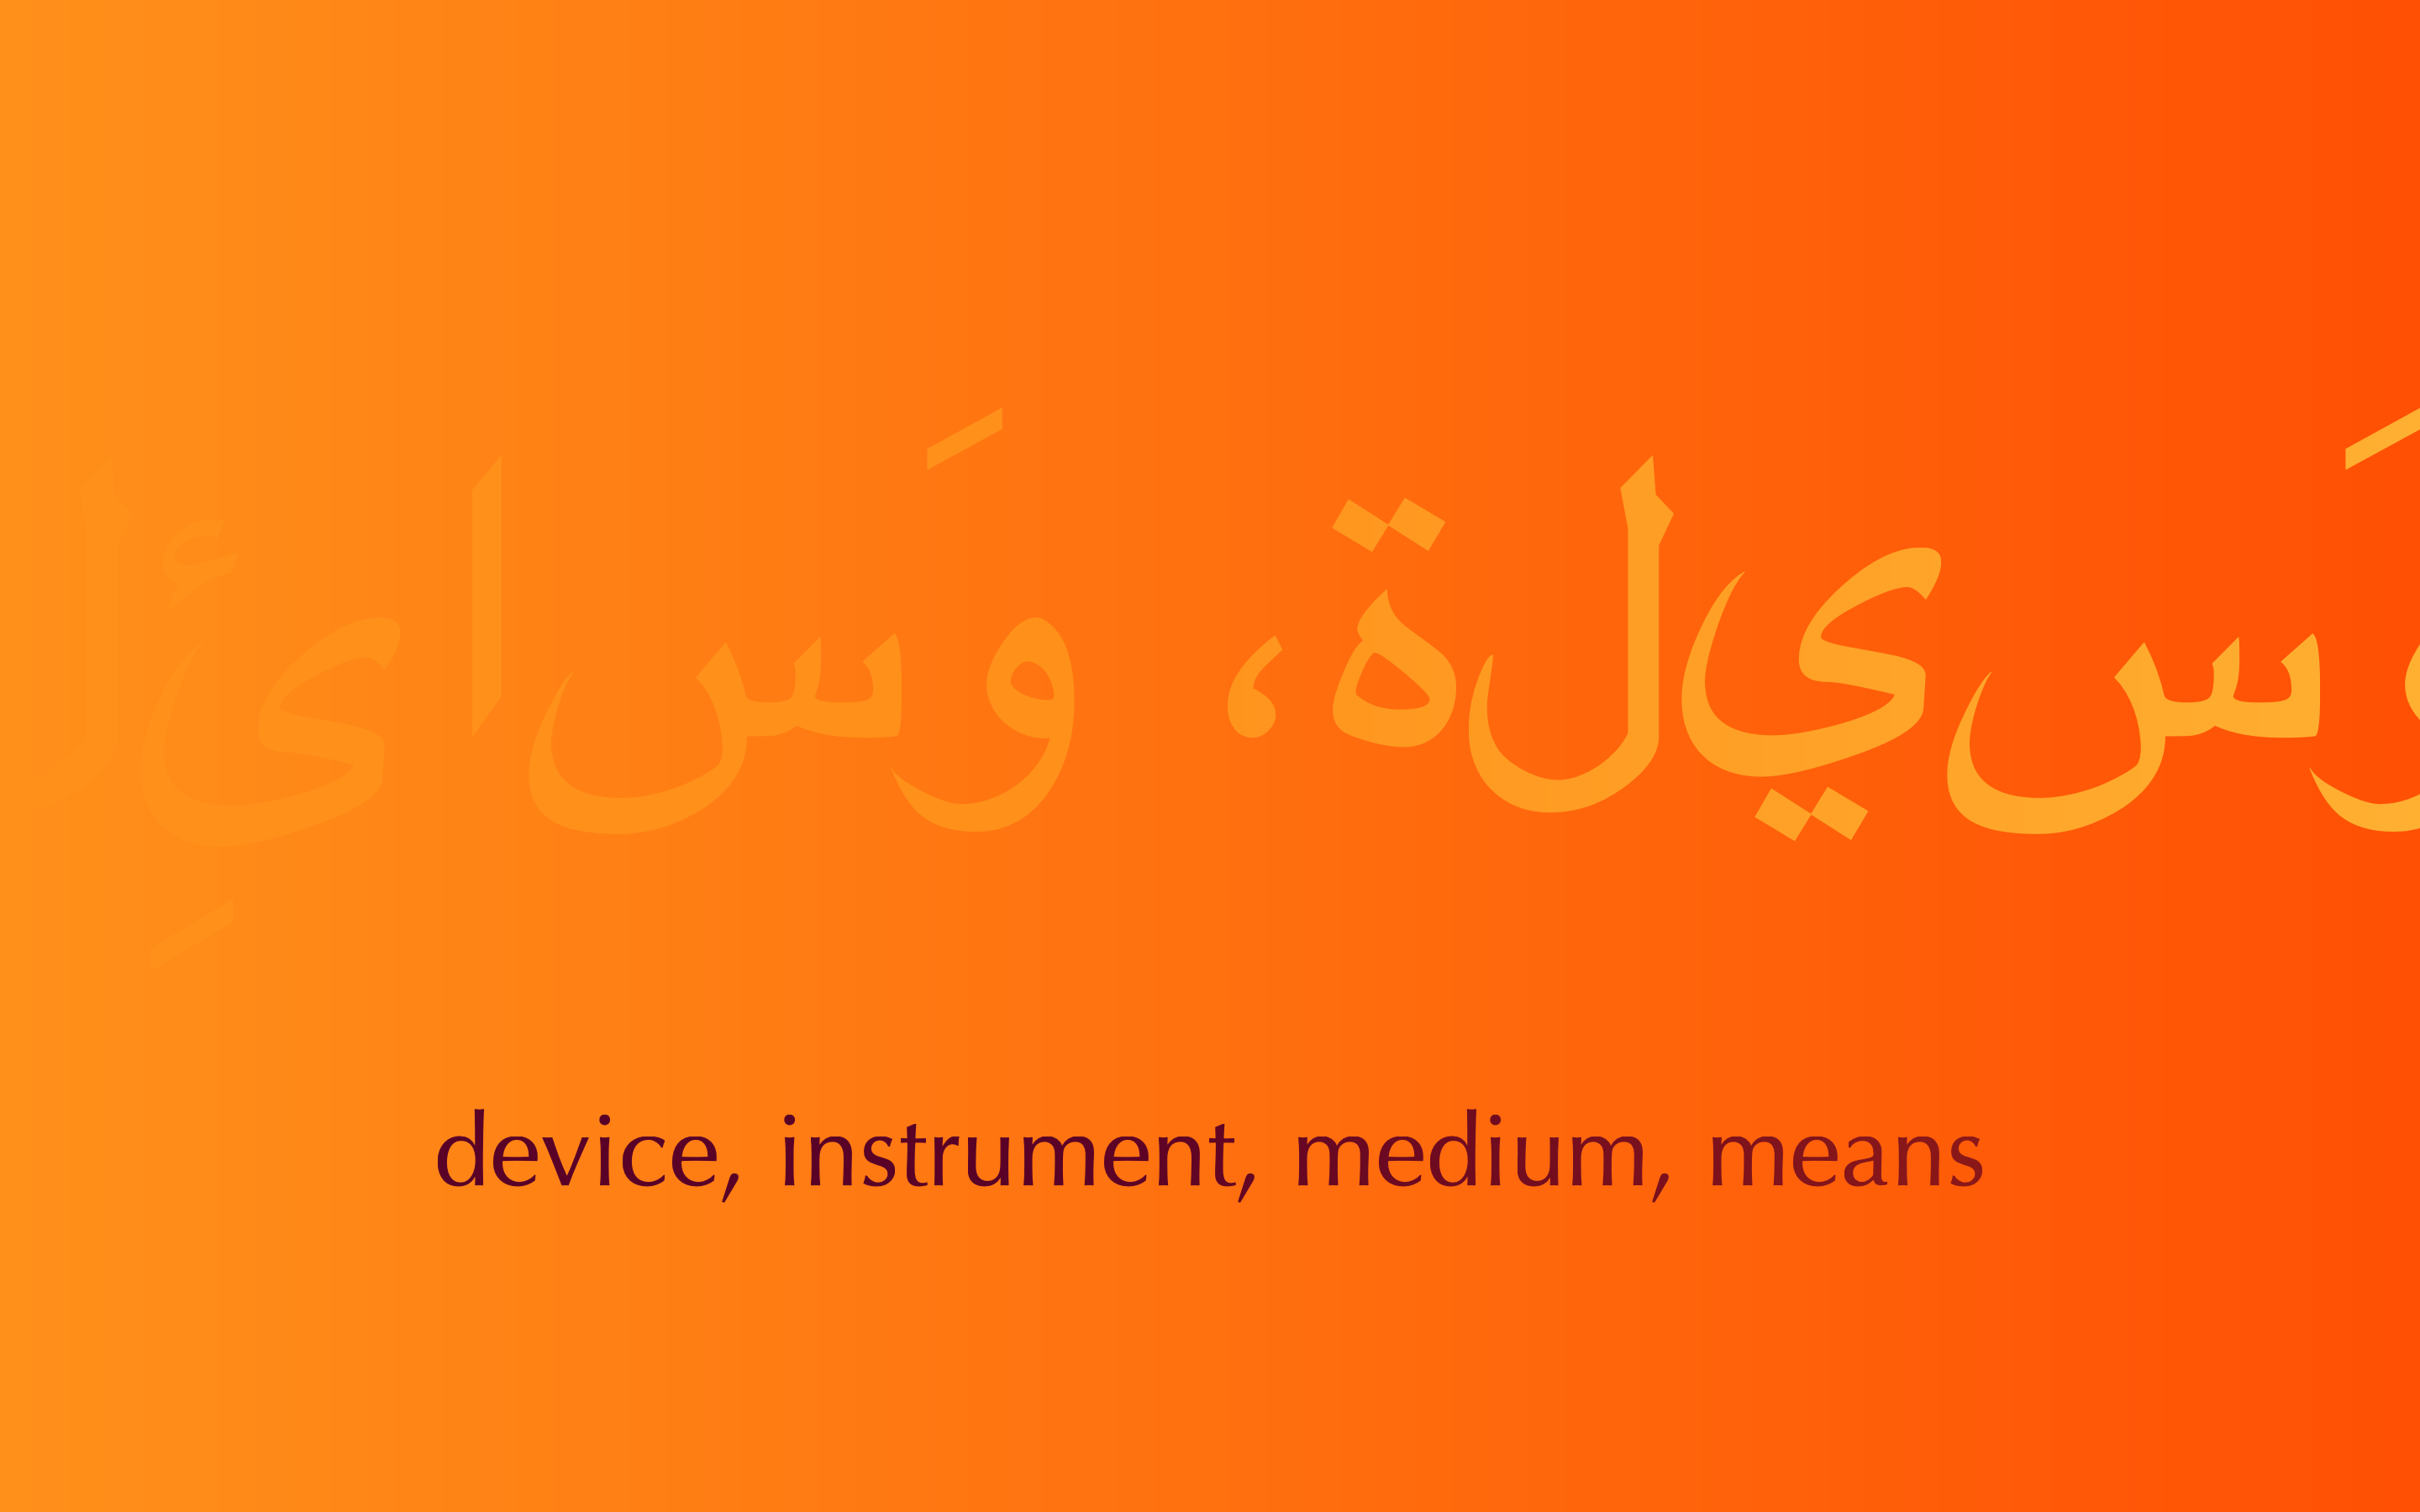 وَسيلة، وَسائِل
device, instrument, medium, means